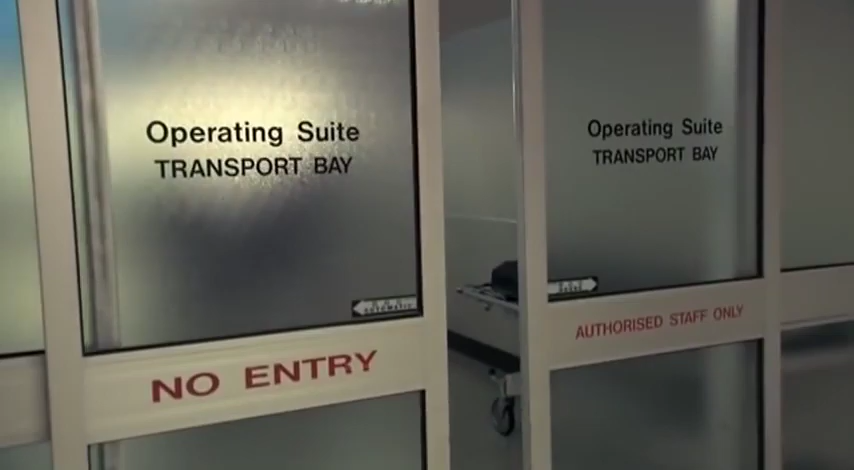 Operating Suite
TRANSPORT BAY
NO ENTRY
Operating Suite
TRANSPORT BAY
AUTHORISED STAFF ONLY